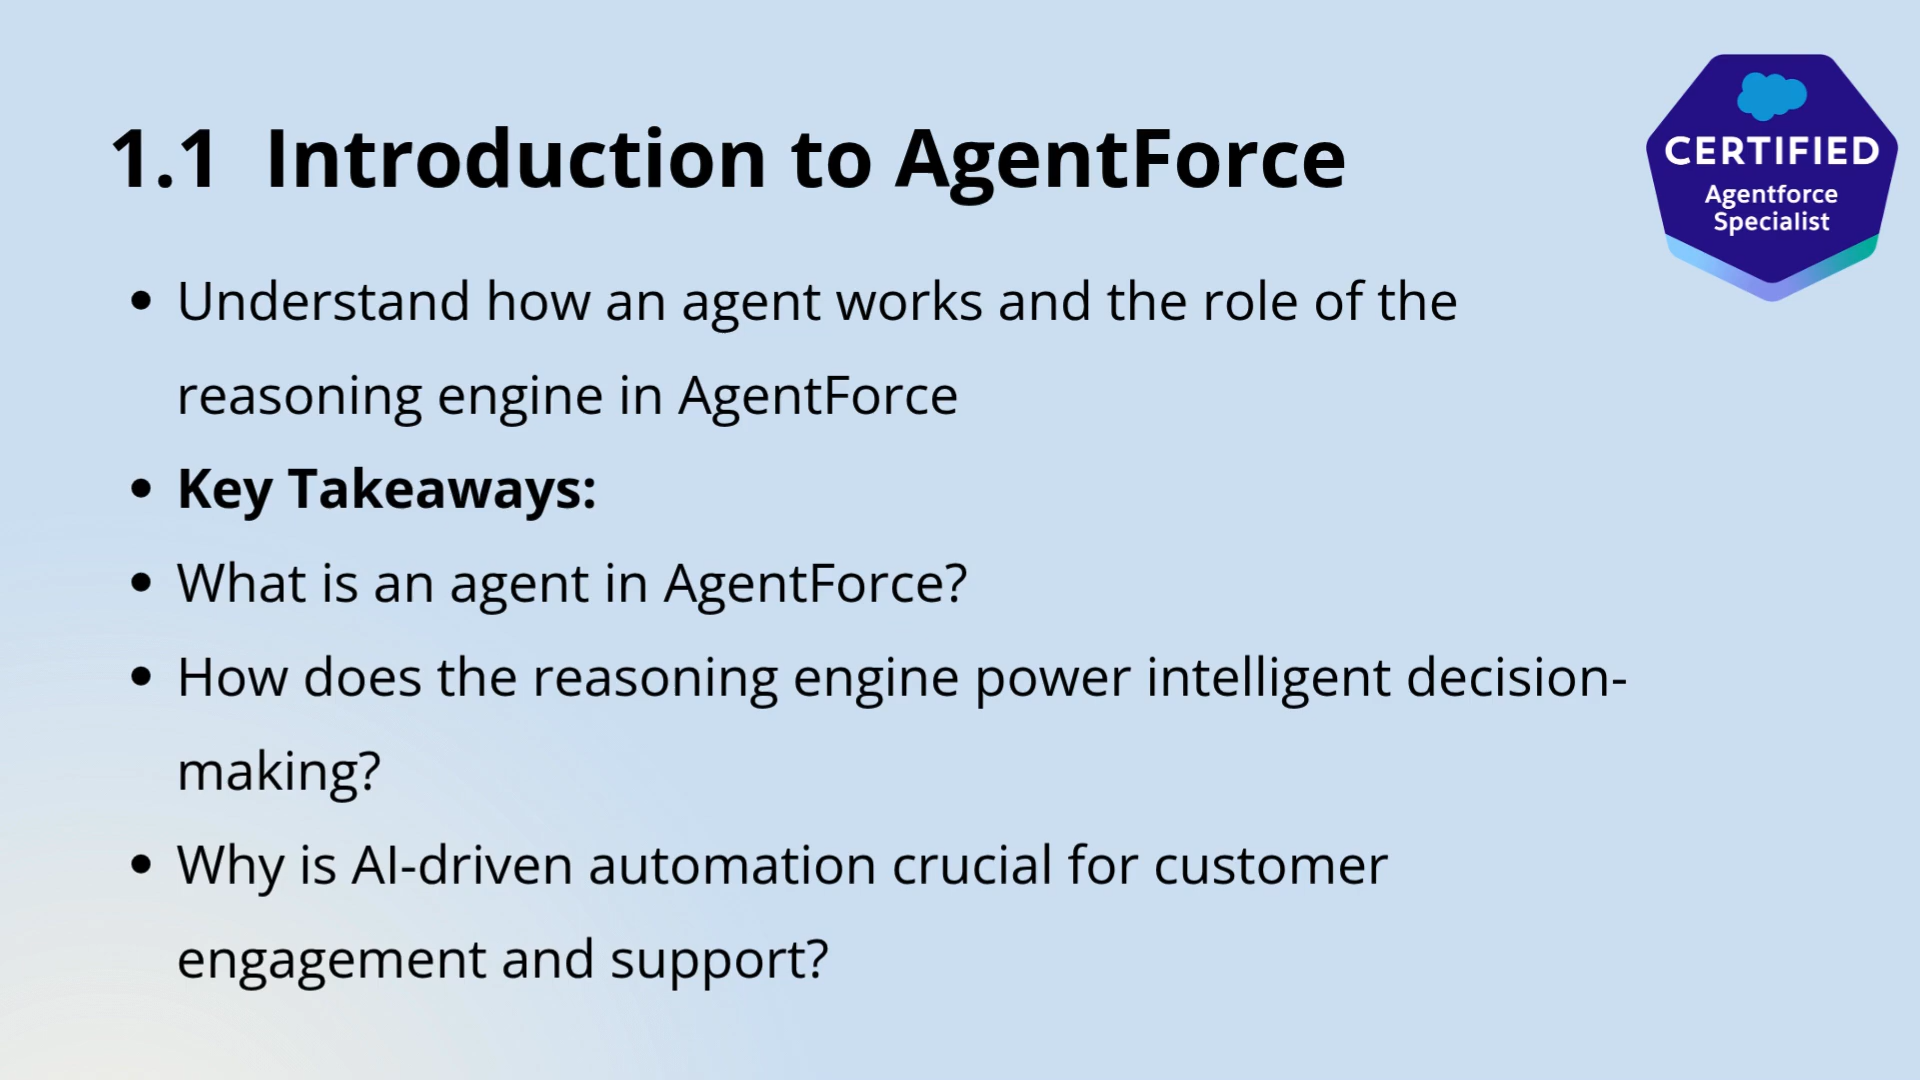 1.1 Introduction to AgentForce
CERTIFIED
Agentforce
Specialist
• Understand how an agent works and the role of the
reasoning engine in AgentForce
• Key Takeaways:
• What is an agent in AgentForce?
• How does the reasoning engine power intelligent decision-
making?
• Why is AI-driven automation crucial for customer
engagement and support?